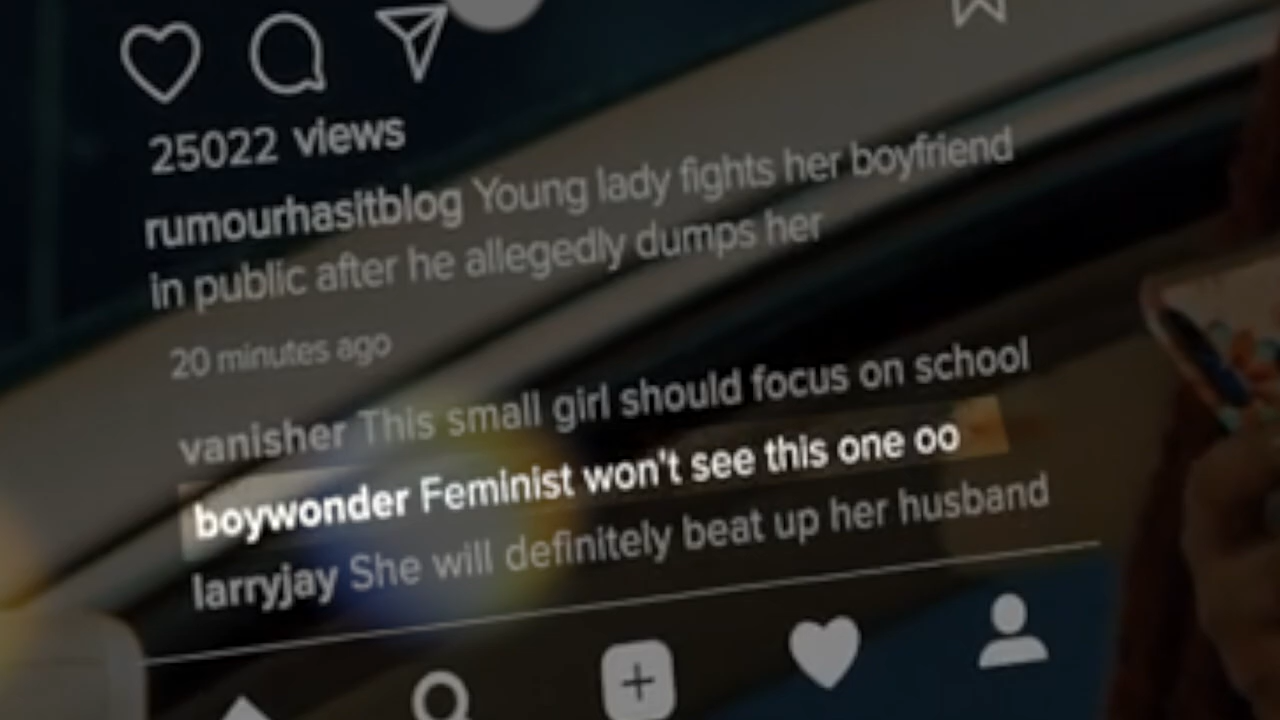 25022 views
rumourhasitblog Young lady fights her boyfriend
in public after he allegedly dumps her
20 minutes ago
vanisher This small girl should focus on school
boywonder Feminist won't see this one oo
larryjay She will definitely beat up her husband